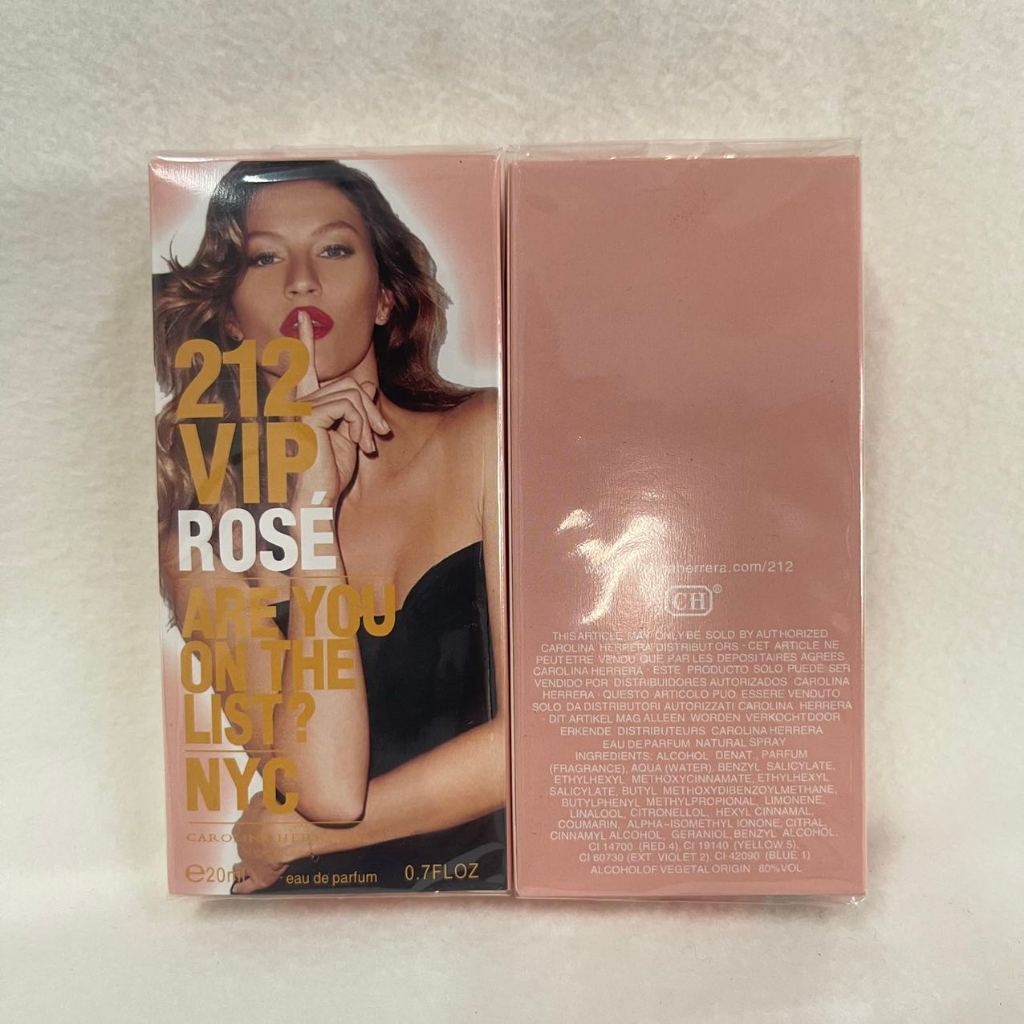 212
VIP
ROSÉ
ARE YOU
ON THE
LIST?
NYC
CAROLINA HER
e20ml
eau de parfum
0.7FLOZ
herrera.com/212
CH®
THIS ARTICLE MAY ONLY BE SOLD BY AUTHORIZED
CAROLINA HERRERA DISTRIBUTORS · CET ARTICLE NE
PEUT ETRE VENDU QUE PAR LES DEPOSITAIRES AGREES
CAROLINA HERRERA · ESTE PRODUCTO SOLO PUEDE SER
VENDIDO POR DISTRIBUIDORES AUTORIZADOS CAROLINA
HERRERA · QUESTO ARTICOLO PUO ESSERE VENDUTO
SOLO DA DISTRIBUTORI AUTORIZZATI CAROLINA HERRERA
· DIT ARTIKEL MAG ALLEEN WORDEN VERKOCHT DOOR
ERKENDE DISTRIBUTEURS CAROLINA HERRERA
EAU DE PARFUM NATURAL SPRAY
INGREDIENTS: ALCOHOL DENAT., PARFUM
(FRAGRANCE), AQUA (WATER), BENZYL SALICYLATE,
ETHYLHEXYL METHOXYCINNAMATE, ETHYLHEXYL
SALICYLATE, BUTYL METHOXYDIBENZOYLMETHANE,
BUTYLPHENYL METHYLPROPIONAL, LIMONENE,
LINALOOL, CITRONELLOL, HEXYL CINNAMAL,
COUMARIN, ALPHA-ISOMETHYL IONONE, CITRAL,
CINNAMYL ALCOHOL, GERANIOL, BENZYL ALCOHOL,
CI 14700 (RED 4), CI 19140 (YELLOW 5),
CI 60730 (EXT. VIOLET 2), CI 42090 (BLUE 1)
ALCOHOL OF VEGETAL ORIGIN · 80%VOL